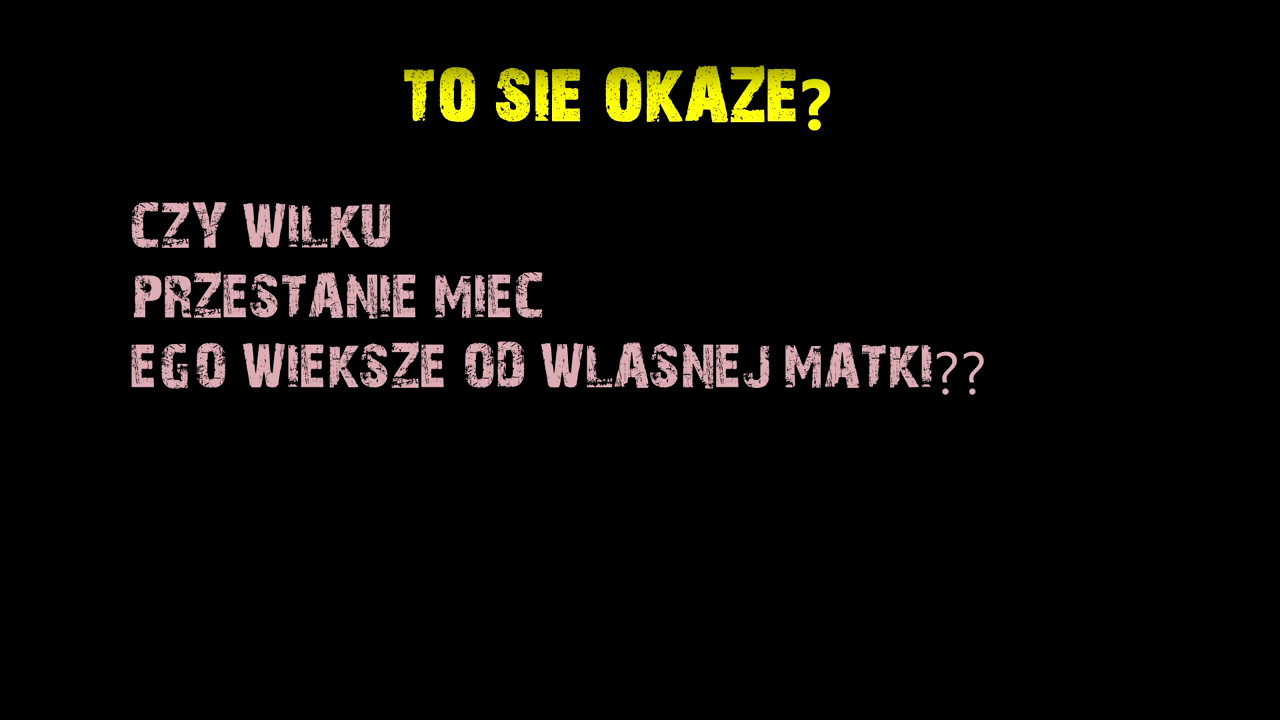 TO SIE OKAZE?
CZY WILKU
PRZESTANIE MIEC
EGO WIEKSZE OD WLASNEJ MATKI??